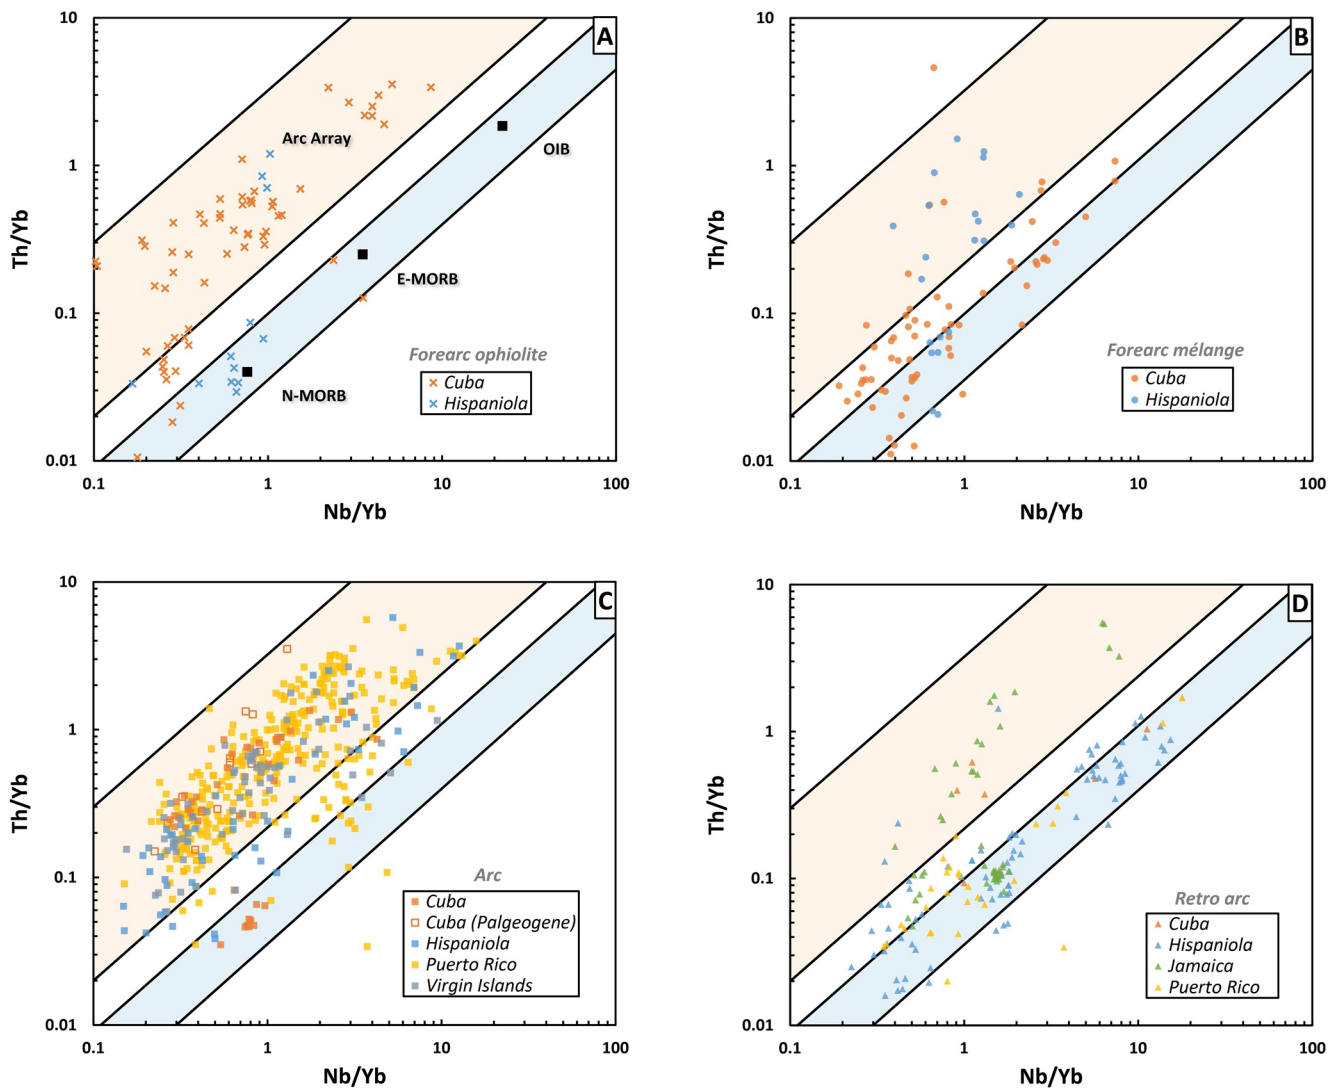 10
A
Arc Array
1
OIB
Th/Yb
E-MORB
0.1
Forearc ophiolite
Cuba
N-MORB
Hispaniola
0.01
0.1
1
10
100
Nb/Yb
10
B
1
Th/Yb
0.1
Forearc mélange
Cuba
Hispaniola
0.01
0.1
1
10
100
Nb/Yb
10
C
1
Th/Yb
0.1
Arc
Cuba
Cuba (Palgeogene)
Hispaniola
Puerto Rico
Virgin Islands
0.01
0.1
1
10
100
Nb/Yb
10
D
1
Th/Yb
0.1
Retro arc
Cuba
Hispaniola
Jamaica
Puerto Rico
0.01
0.1
1
10
100
Nb/Yb